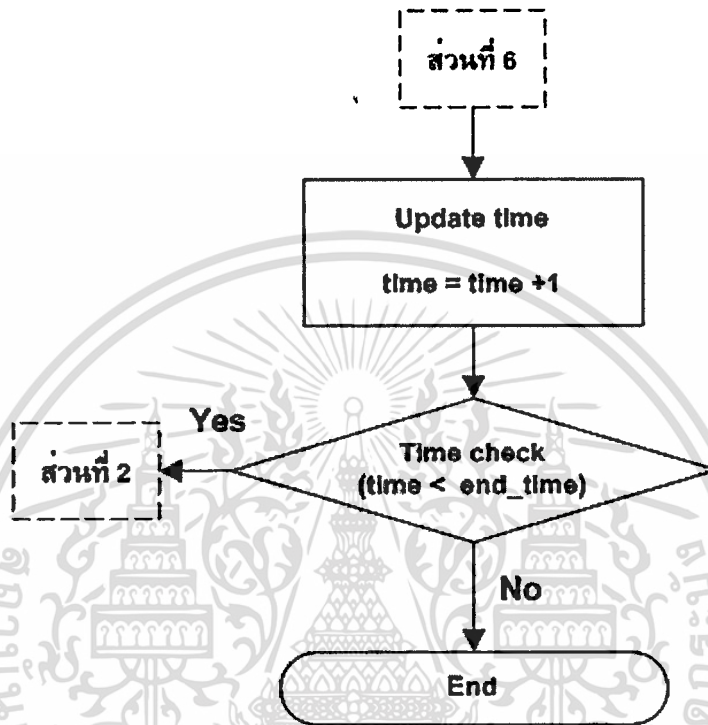 ส่วนที่ 6
Update time
time = time +1
Yes
ส่วนที่ 2
Time check
(time < end_time)
No
End